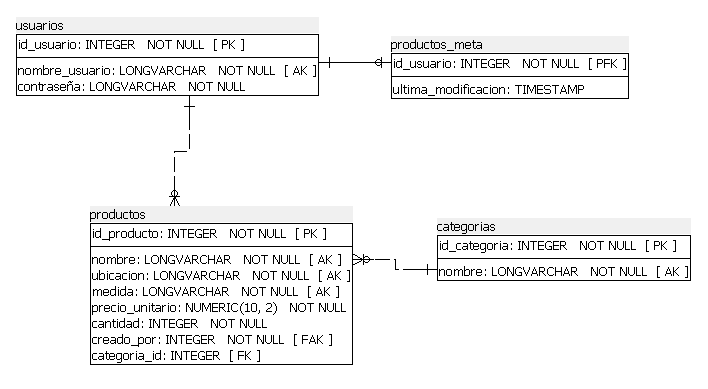 usuarios
id_usuario: INTEGER NOT NULL [ PK ]
nombre_usuario: LONGVARCHAR NOT NULL [ AK ]
contraseña: LONGVARCHAR NOT NULL
productos_meta
id_usuario: INTEGER NOT NULL [ PFK ]
ultima_modificacion: TIMESTAMP
productos
id_producto: INTEGER NOT NULL [ PK ]
nombre: LONGVARCHAR NOT NULL [ AK ]
ubicacion: LONGVARCHAR NOT NULL [ AK ]
medida: LONGVARCHAR NOT NULL [ AK ]
precio_unitario: NUMERIC(10, 2) NOT NULL
cantidad: INTEGER NOT NULL
creado_por: INTEGER NOT NULL [ FAK ]
categoria_id: INTEGER [ FK ]
categorias
id_categoria: INTEGER NOT NULL [ PK ]
nombre: LONGVARCHAR NOT NULL [ AK ]